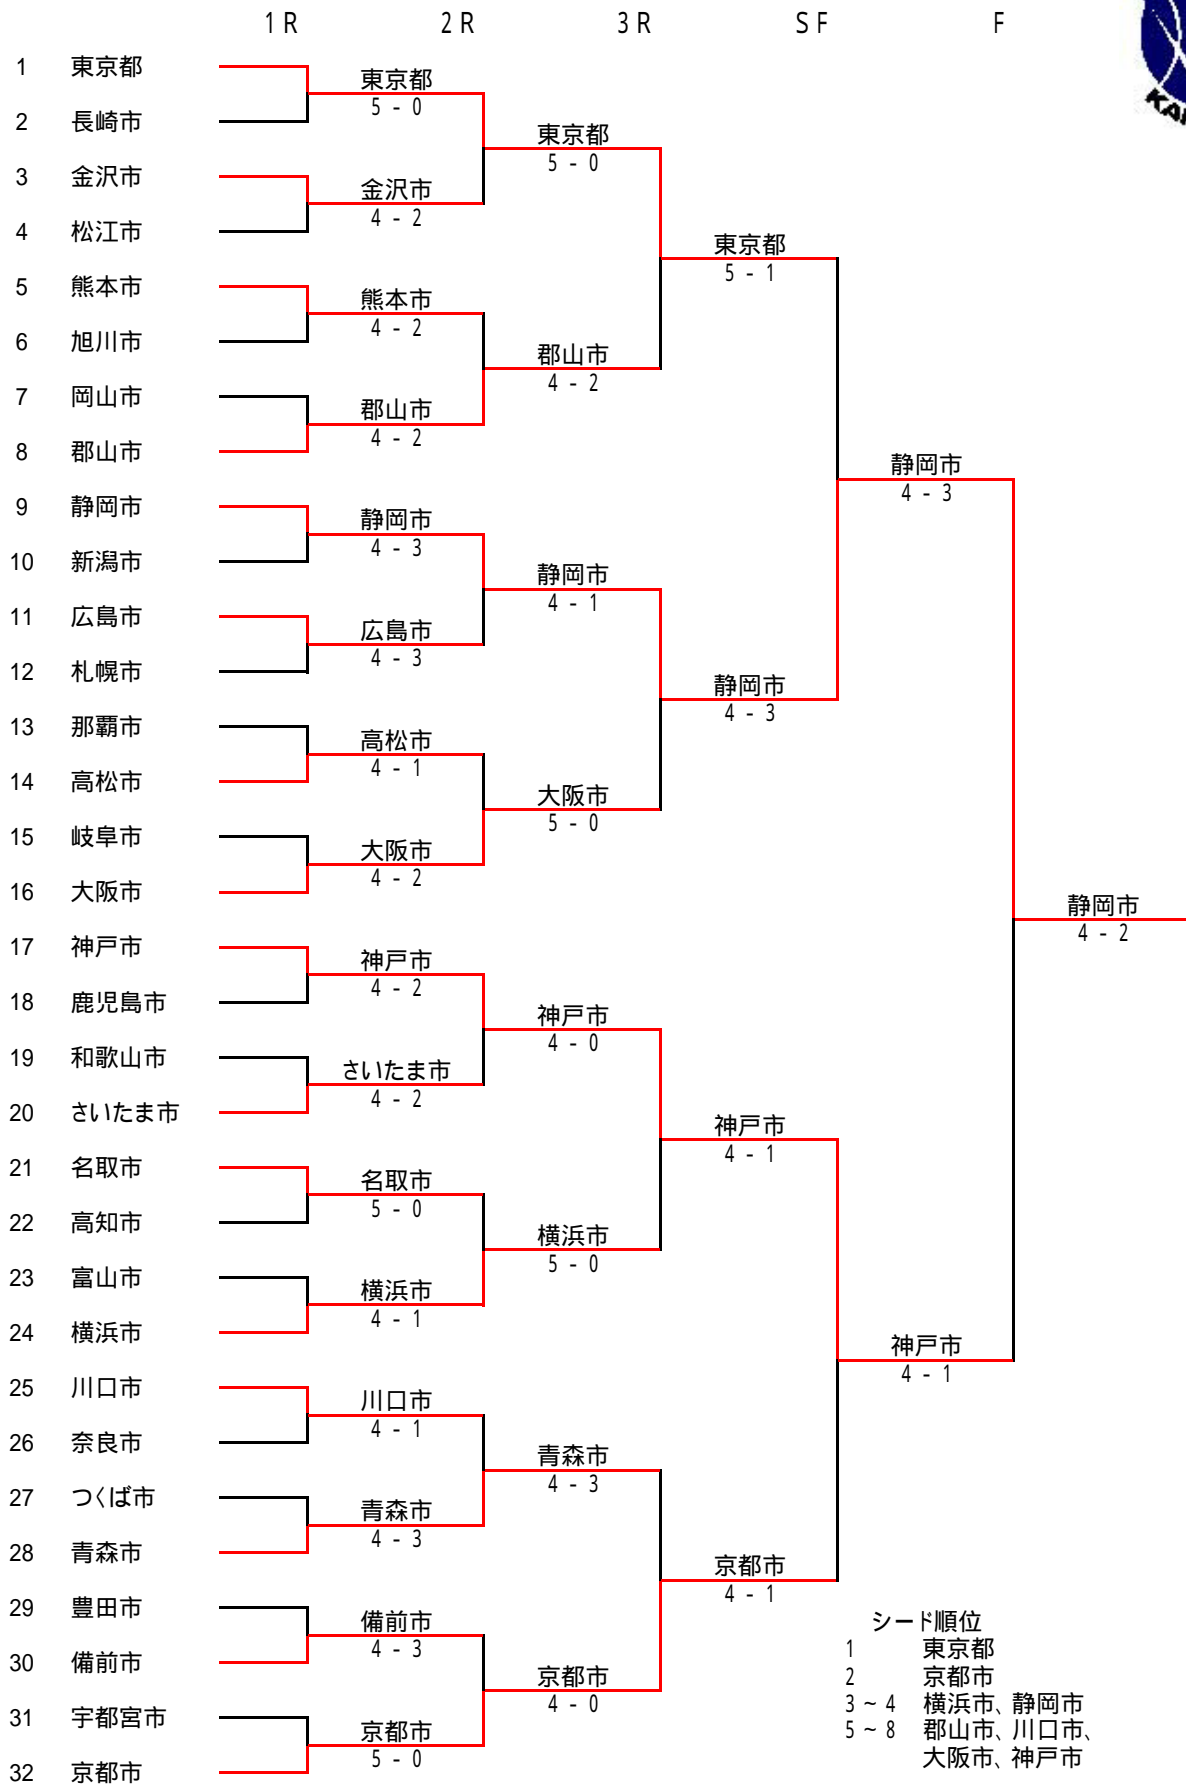 1R 2R 3R SF F
1 東京都
2 長崎市
3 金沢市
4 松江市
5 熊本市
6 旭川市
7 岡山市
8 郡山市
9 静岡市
10 新潟市
11 広島市
12 札幌市
13 那覇市
14 高松市
15 岐阜市
16 大阪市
17 神戸市
18 鹿児島市
19 和歌山市
20 さいたま市
21 名取市
22 高知市
23 富山市
24 横浜市
25 川口市
26 奈良市
27 つくば市
28 青森市
29 豊田市
30 備前市
31 宇都宮市
32 京都市
東京都
5 - 0
金沢市
4 - 2
熊本市
4 - 2
郡山市
4 - 2
静岡市
4 - 3
広島市
4 - 3
高松市
4 - 1
大阪市
4 - 2
神戸市
4 - 2
さいたま市
4 - 2
名取市
5 - 0
横浜市
4 - 1
川口市
4 - 1
青森市
4 - 3
備前市
4 - 3
京都市
5 - 0
東京都
5 - 0
郡山市
4 - 2
静岡市
4 - 1
大阪市
5 - 0
神戸市
4 - 0
横浜市
5 - 0
青森市
4 - 3
京都市
4 - 0
東京都
5 - 1
静岡市
4 - 3
神戸市
4 - 1
京都市
4 - 1
静岡市
4 - 3
神戸市
4 - 1
静岡市
4 - 2
シード順位
1 東京都
2 京都市
3 ~ 4 横浜市、静岡市
5 ~ 8 郡山市、川口市、
大阪市、神戸市